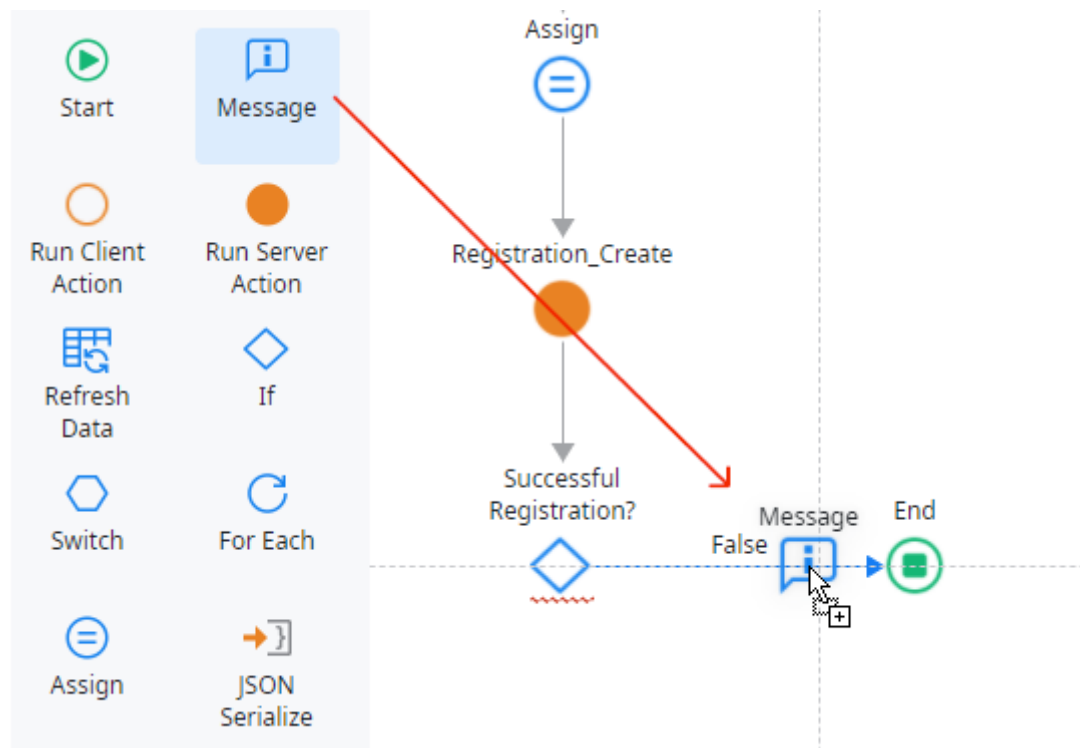 Start
Message
Run Client
Action
Run Server
Action
Refresh
Data
If
Switch
For Each
Assign
JSON
Serialize
Assign
Registration_Create
Successful
Registration?
False
Message
End